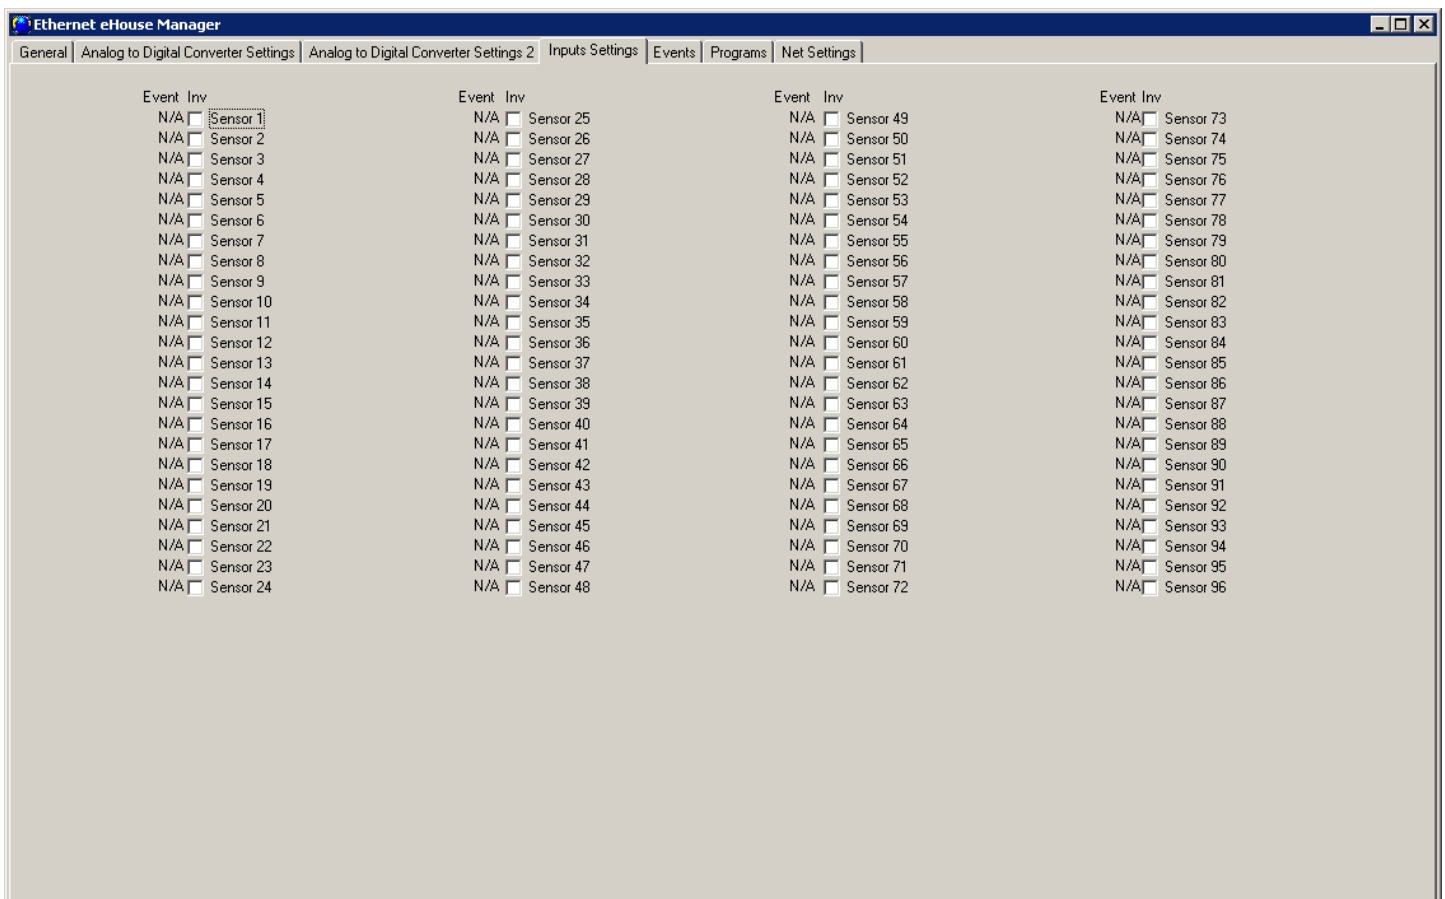 Ethernet eHouse Manager
General Analog to Digital Converter Settings Analog to Digital Converter Settings 2 Inputs Settings Events Programs Net Settings
Event Inv Event Inv Event Inv Event Inv
N/A Sensor 1 N/A Sensor 25 N/A Sensor 49 N/A Sensor 73
N/A Sensor 2 N/A Sensor 26 N/A Sensor 50 N/A Sensor 74
N/A Sensor 3 N/A Sensor 27 N/A Sensor 51 N/A Sensor 75
N/A Sensor 4 N/A Sensor 28 N/A Sensor 52 N/A Sensor 76
N/A Sensor 5 N/A Sensor 29 N/A Sensor 53 N/A Sensor 77
N/A Sensor 6 N/A Sensor 30 N/A Sensor 54 N/A Sensor 78
N/A Sensor 7 N/A Sensor 31 N/A Sensor 55 N/A Sensor 79
N/A Sensor 8 N/A Sensor 32 N/A Sensor 56 N/A Sensor 80
N/A Sensor 9 N/A Sensor 33 N/A Sensor 57 N/A Sensor 81
N/A Sensor 10 N/A Sensor 34 N/A Sensor 58 N/A Sensor 82
N/A Sensor 11 N/A Sensor 35 N/A Sensor 59 N/A Sensor 83
N/A Sensor 12 N/A Sensor 36 N/A Sensor 60 N/A Sensor 84
N/A Sensor 13 N/A Sensor 37 N/A Sensor 61 N/A Sensor 85
N/A Sensor 14 N/A Sensor 38 N/A Sensor 62 N/A Sensor 86
N/A Sensor 15 N/A Sensor 39 N/A Sensor 63 N/A Sensor 87
N/A Sensor 16 N/A Sensor 40 N/A Sensor 64 N/A Sensor 88
N/A Sensor 17 N/A Sensor 41 N/A Sensor 65 N/A Sensor 89
N/A Sensor 18 N/A Sensor 42 N/A Sensor 66 N/A Sensor 90
N/A Sensor 19 N/A Sensor 43 N/A Sensor 67 N/A Sensor 91
N/A Sensor 20 N/A Sensor 44 N/A Sensor 68 N/A Sensor 92
N/A Sensor 21 N/A Sensor 45 N/A Sensor 69 N/A Sensor 93
N/A Sensor 22 N/A Sensor 46 N/A Sensor 70 N/A Sensor 94
N/A Sensor 23 N/A Sensor 47 N/A Sensor 71 N/A Sensor 95
N/A Sensor 24 N/A Sensor 48 N/A Sensor 72 N/A Sensor 96